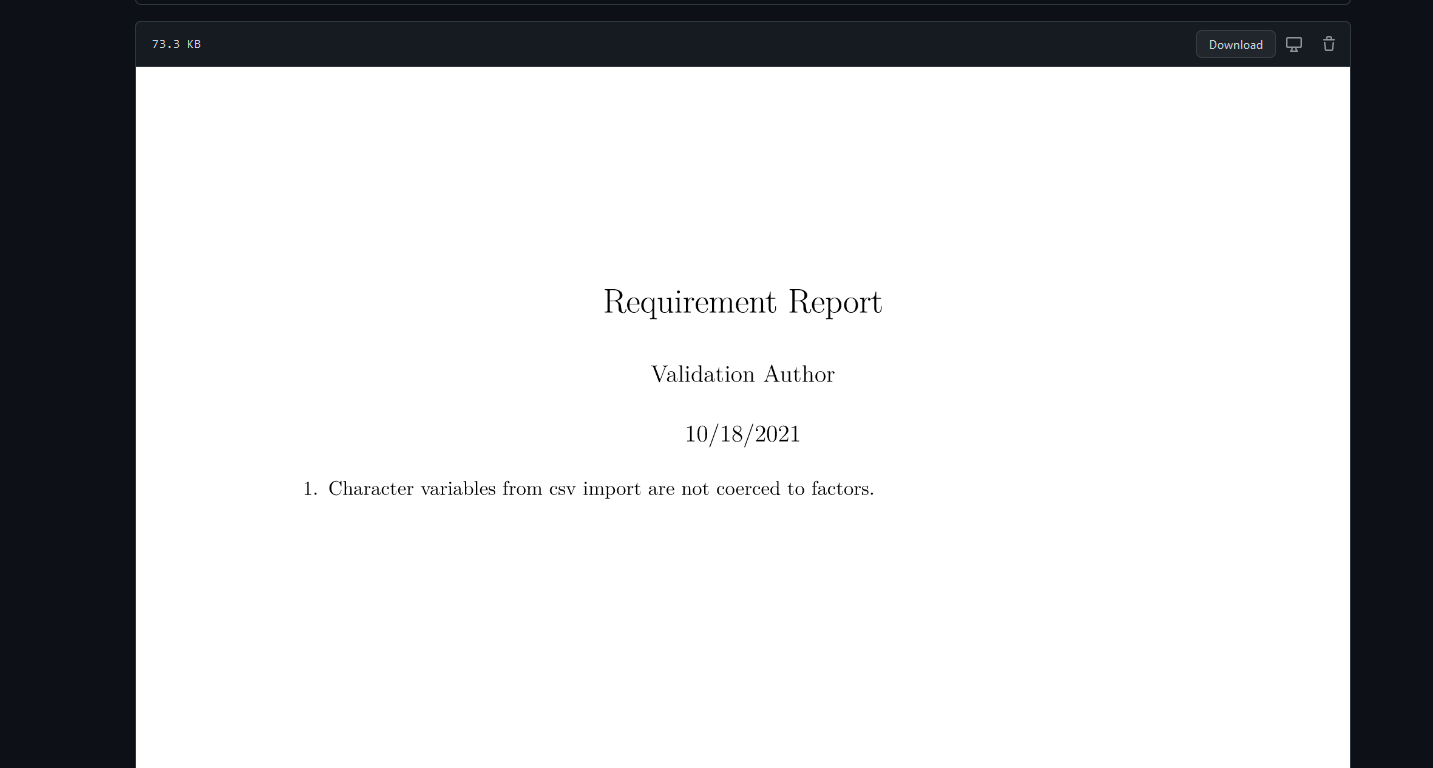 73.3 KB
Download
Requirement Report
Validation Author
10/18/2021
1. Character variables from csv import are not coerced to factors.